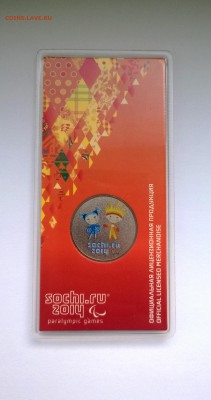 sochi.ru
2014
sochi.ru
2014
paralympic games
ОФИЦИАЛЬНАЯ ЛИЦЕНЗИОННАЯ ПРОДУКЦИЯ
OFFICIAL LICENSED MERCHANDISE